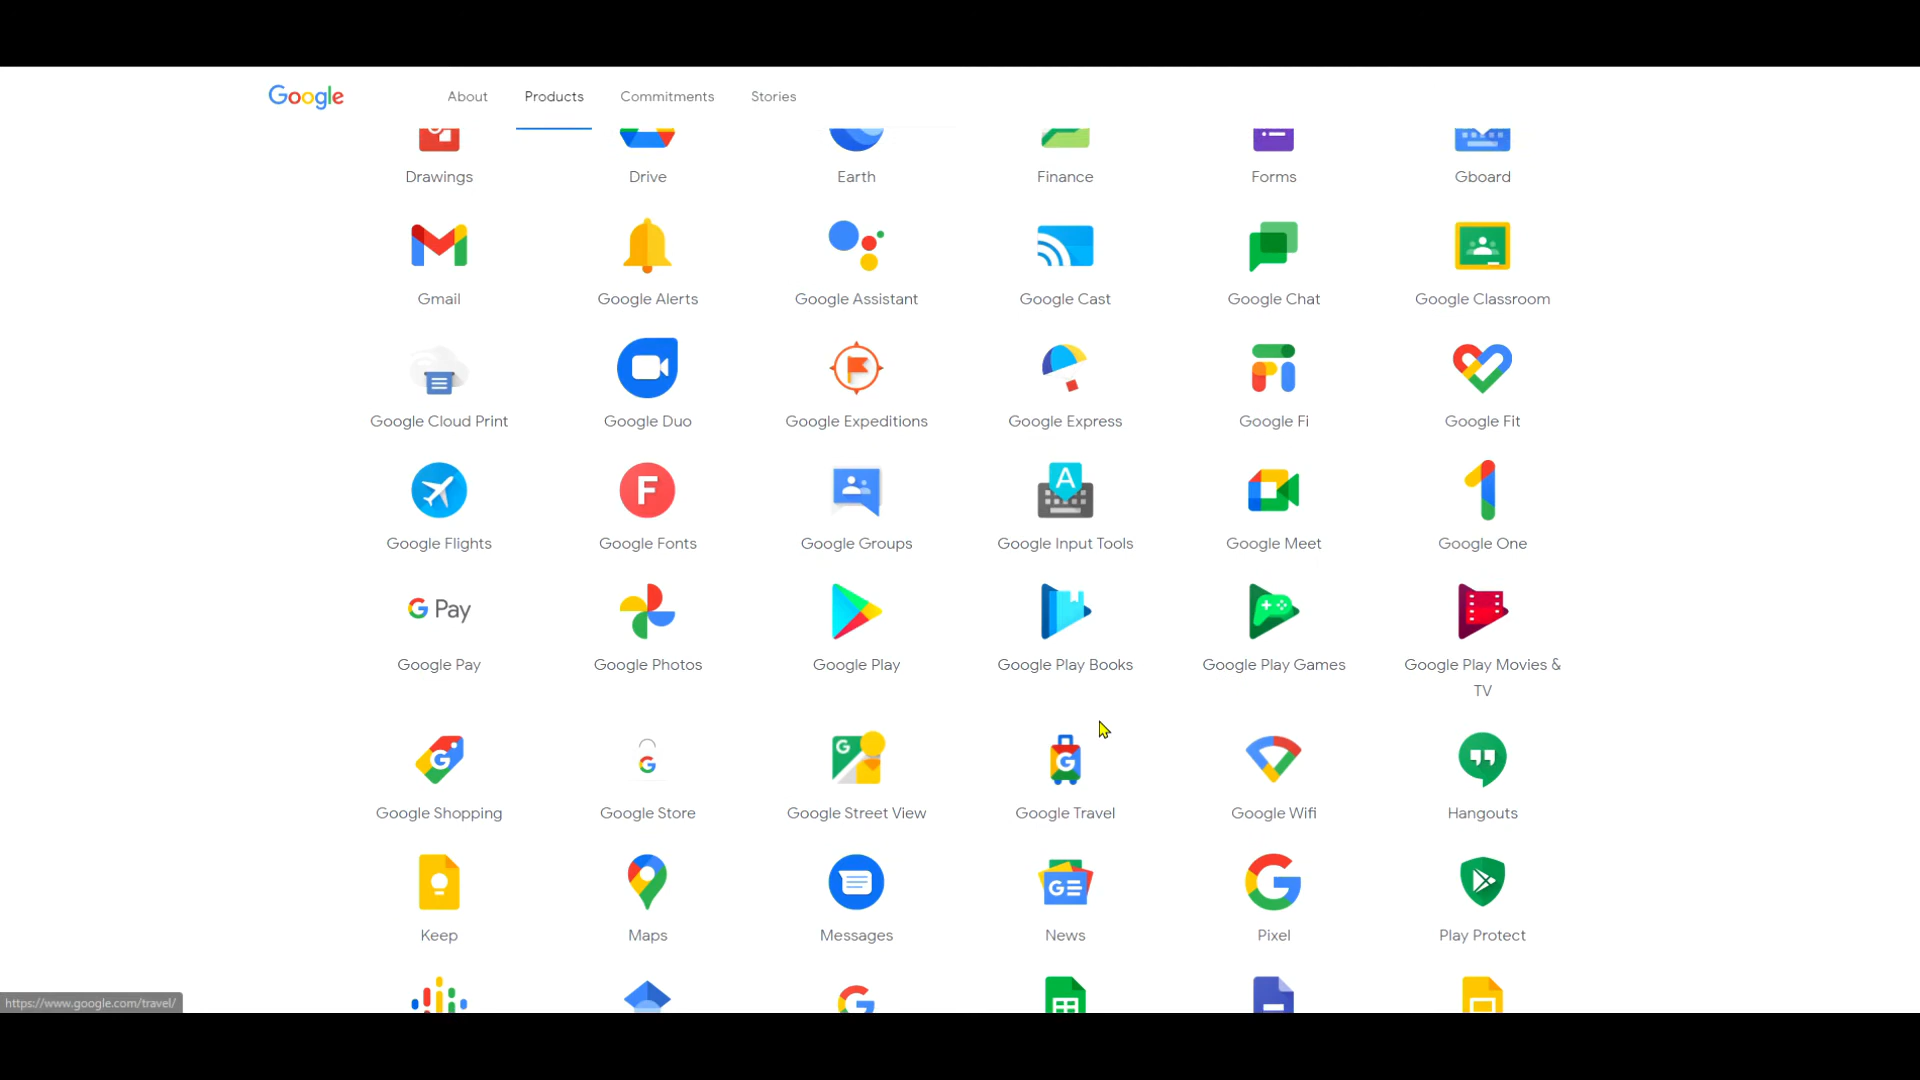 Google About Products Commitments Stories
Drawings Drive Earth Finance Forms Gboard
Gmail Google Alerts Google Assistant Google Cast Google Chat Google Classroom
Google Cloud Print Google Duo Google Expeditions Google Express Google Fi Google Fit
F A
Google Flights Google Fonts Google Groups Google Input Tools Google Meet Google One
G Pay
Google Pay Google Photos Google Play Google Play Books Google Play Games Google Play Movies &
TV
G G G G
Google Shopping Google Store Google Street View Google Travel Google Wifi Hangouts
G G
Keep Maps Messages News Pixel Play Protect
https://www.google.com/travel/